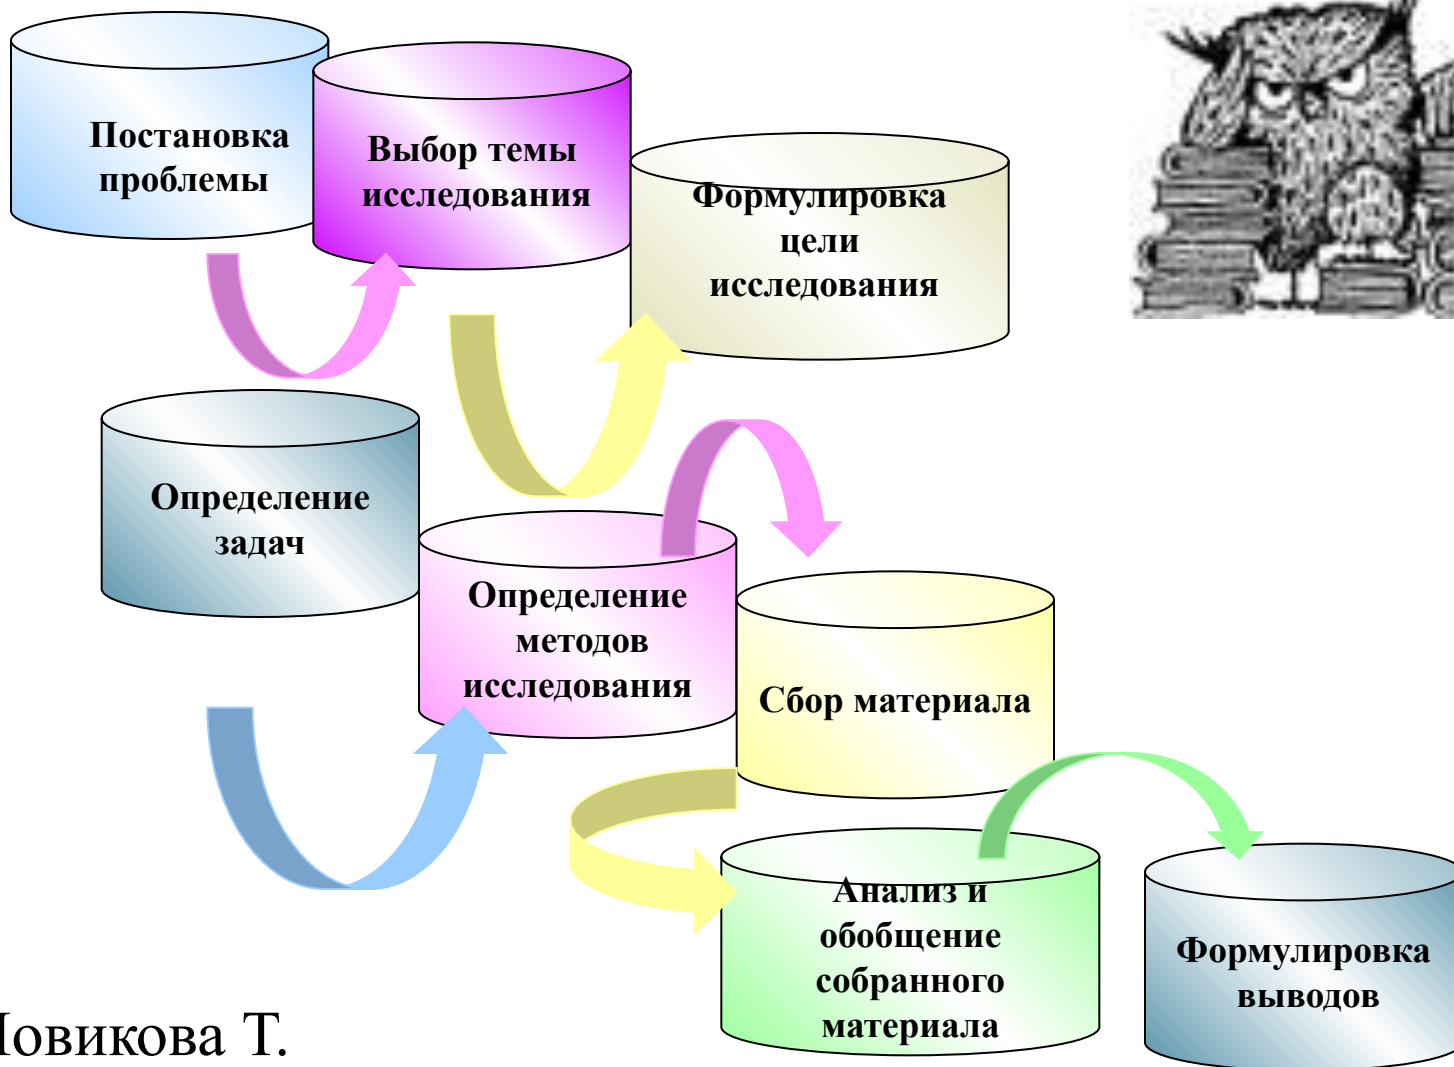 Постановка
проблемы
Выбор темы
исследования
Формулировка
цели
исследования
Определение
задач
Определение
методов
исследования
Сбор материала
Анализ и
обобщение
собранного
материала
Формулировка
выводов
Новикова Т.